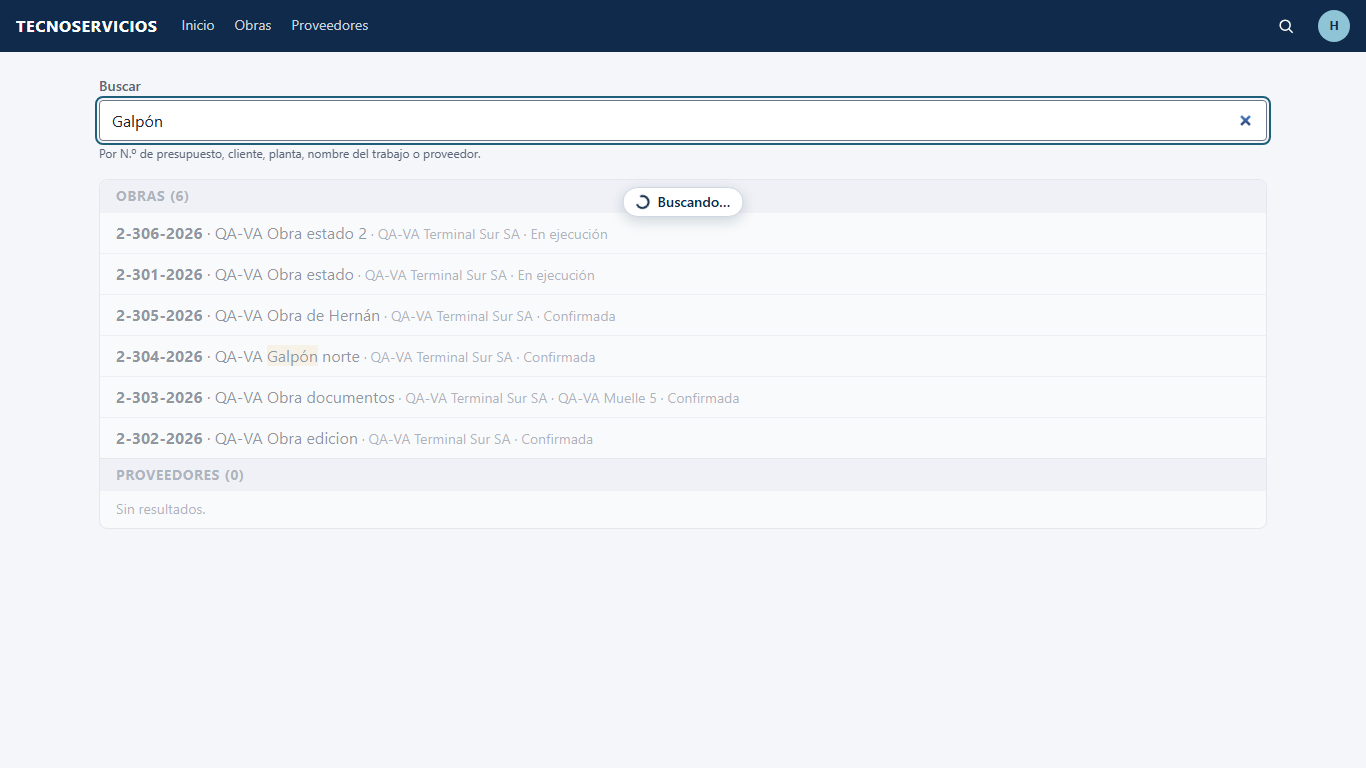 TECNOSERVICIOS Inicio Obras Proveedores H
Buscar
Galpón
Por N.º de presupuesto, cliente, planta, nombre del trabajo o proveedor.
OBRAS (6)
Buscando...
2-306-2026 · QA-VA Obra estado 2 · QA-VA Terminal Sur SA · En ejecución
2-301-2026 · QA-VA Obra estado · QA-VA Terminal Sur SA · En ejecución
2-305-2026 · QA-VA Obra de Hernán · QA-VA Terminal Sur SA · Confirmada
2-304-2026 · QA-VA Galpón norte · QA-VA Terminal Sur SA · Confirmada
2-303-2026 · QA-VA Obra documentos · QA-VA Terminal Sur SA · QA-VA Muelle 5 · Confirmada
2-302-2026 · QA-VA Obra edicion · QA-VA Terminal Sur SA · Confirmada
PROVEEDORES (0)
Sin resultados.